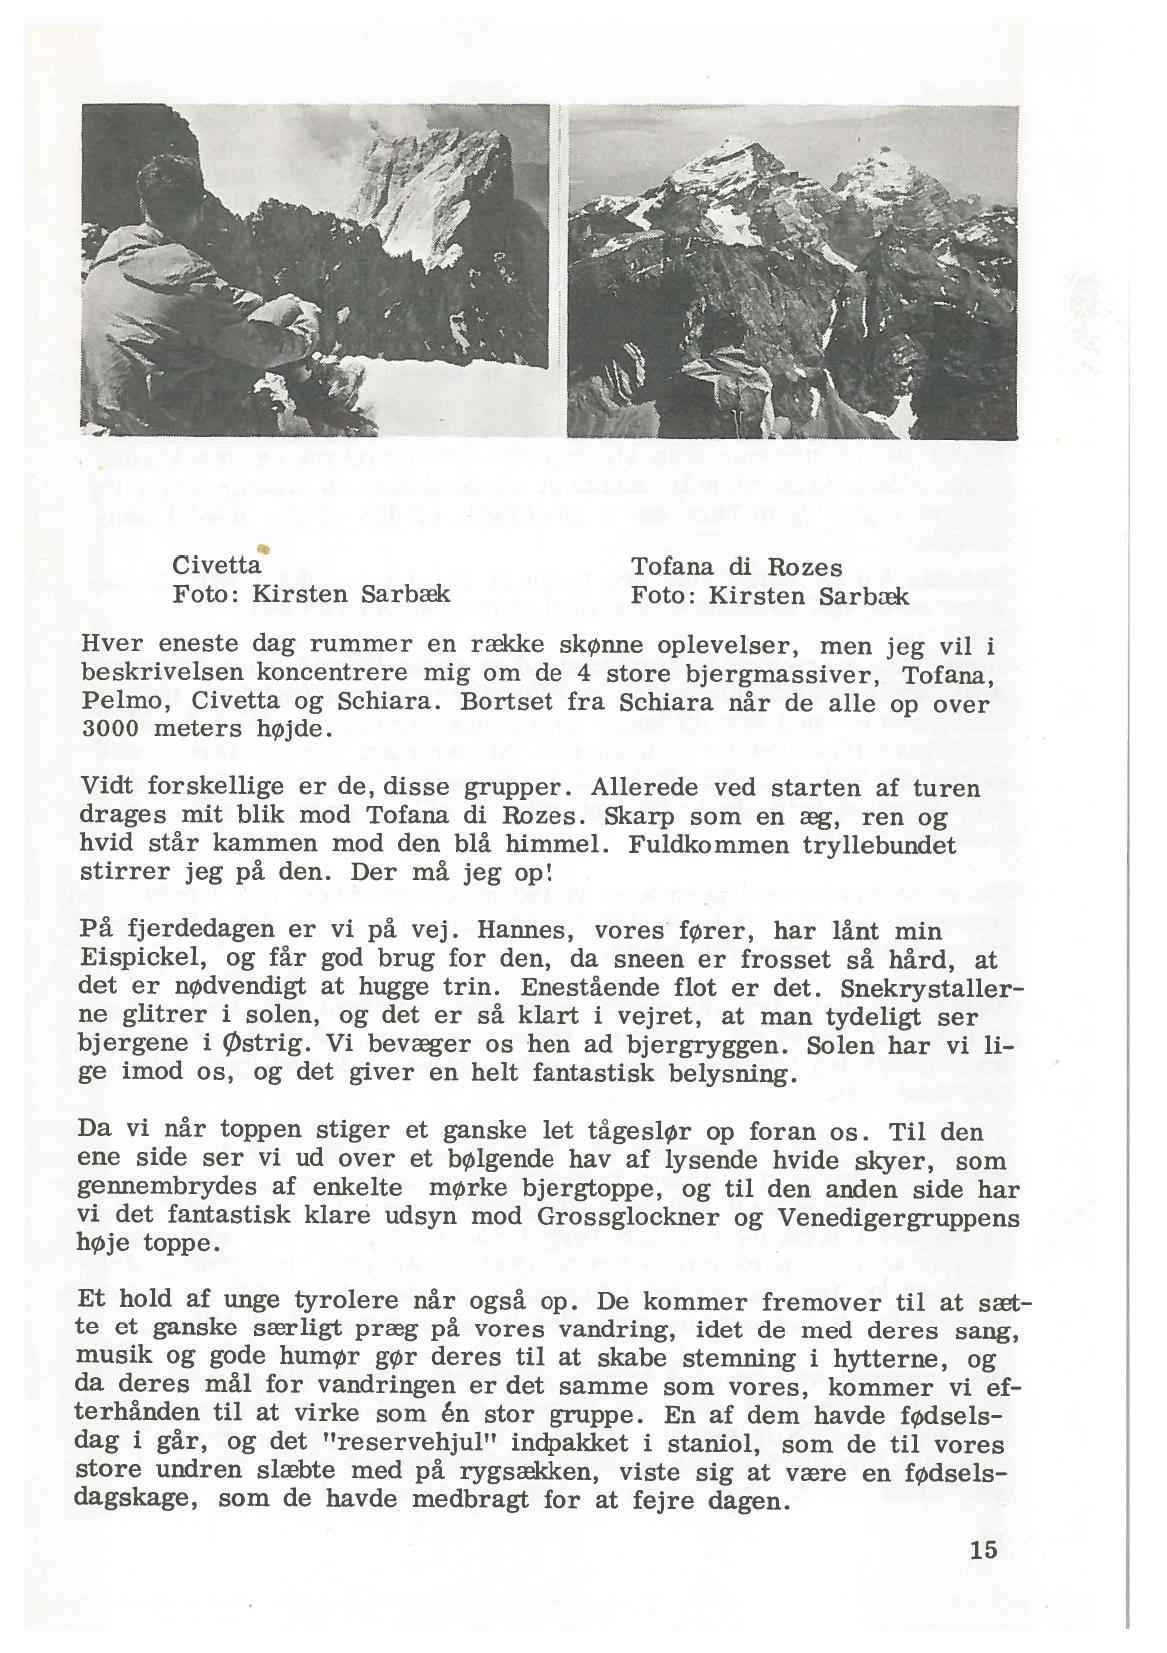 Civetta
Foto: Kirsten Sarbæk
Tofana di Rozes
Foto: Kirsten Sarbæk
Hver eneste dag rummer en række skønne oplevelser, men jeg vil i
beskrivelsen koncentrere mig om de 4 store bjergmassiver, Tofana,
Pelmo, Civetta og Schiara. Bortset fra Schiara når de alle op over
3000 meters højde.
Vidt forskellige er de, disse grupper. Allerede ved starten af turen
drages mit blik mod Tofana di Rozes. Skarp som en æg, ren og
hvid står kammen mod den blå himmel. Fuldkommen tryllebundet
stirrer jeg på den. Der må jeg op!
På fjerdedagen er vi på vej. Hannes, vores fører, har lånt min
Eispickel, og får god brug for den, da sneen er frosset så hård, at
det er nødvendigt at hugge trin. Enestående flot er det. Snekrystaller-
ne glitrer i solen, og det er så klart i vejret, at man tydeligt ser
bjergene i Østrig. Vi bevæger os hen ad bjergryggen. Solen har vi li-
ge imod os, og det giver en helt fantastisk belysning.
Da vi når toppen stiger et ganske let tågeslør op foran os. Til den
ene side ser vi ud over et bølgende hav af lysende hvide skyer, som
gennembrydes af enkelte mørke bjergtoppe, og til den anden side har
vi det fantastisk klare udsyn mod Grossglockner og Venedigergruppens
høje toppe.
Et hold af unge tyrolere når også op. De kommer fremover til at sæt-
te et ganske særligt præg på vores vandring, idet de med deres sang,
musik og gode humør gør deres til at skabe stemning i hytterne, og
da deres mål for vandringen er det samme som vores, kommer vi ef-
terhånden til at virke som én stor gruppe. En af dem havde fødsels-
dag i går, og det "reservehjul" indpakket i staniol, som de til vores
store undren slæbte med på rygsækken, viste sig at være en fødsels-
dagskage, som de havde medbragt for at fejre dagen.
15